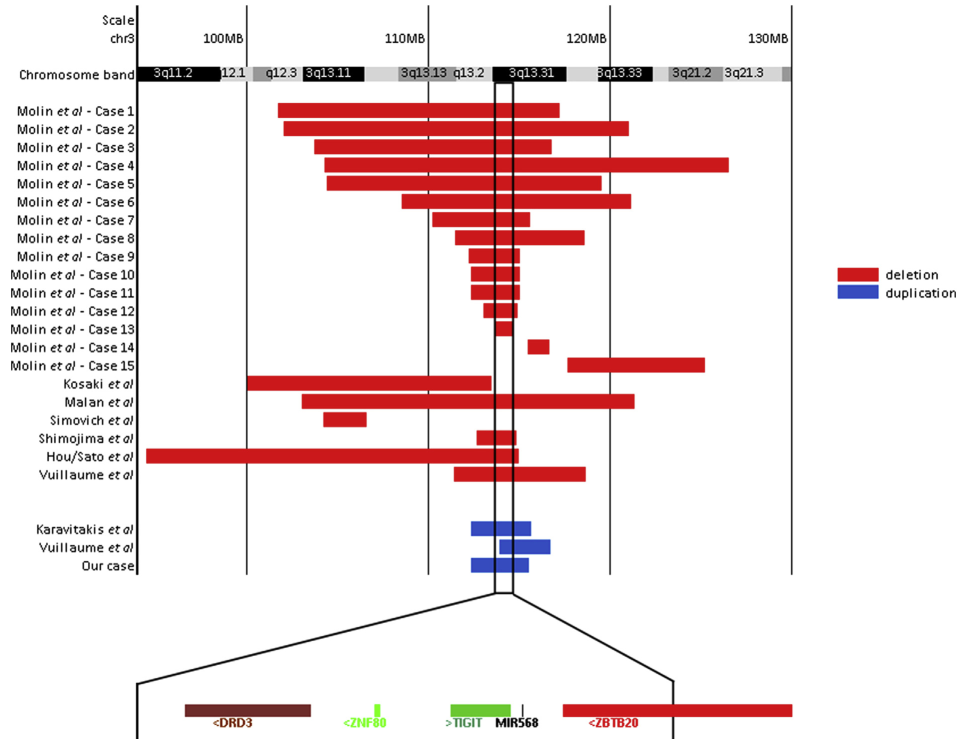 Scale
chr3 100MB 110MB 120MB 130MB
Chromosome band 3q11.2 12.1 q12.3 3q13.11 3q13.13 q13.2 3q13.31 3q13.33 3q21.2 3q21.3
Molin et al - Case 1
Molin et al - Case 2
Molin et al - Case 3
Molin et al - Case 4
Molin et al - Case 5
Molin et al - Case 6
Molin et al - Case 7
Molin et al - Case 8
Molin et al - Case 9
Molin et al - Case 10
deletion
Molin et al - Case 11
duplication
Molin et al - Case 12
Molin et al - Case 13
Molin et al - Case 14
Molin et al - Case 15
Kosaki et al
Malan et al
Simovich et al
Shimojima et al
Hou/Sato et al
Vuillaume et al
Karavitakis et al
Vuillaume et al
Our case
<DRD3 <ZNF80 >TIGIT MIR568 <ZBTB20